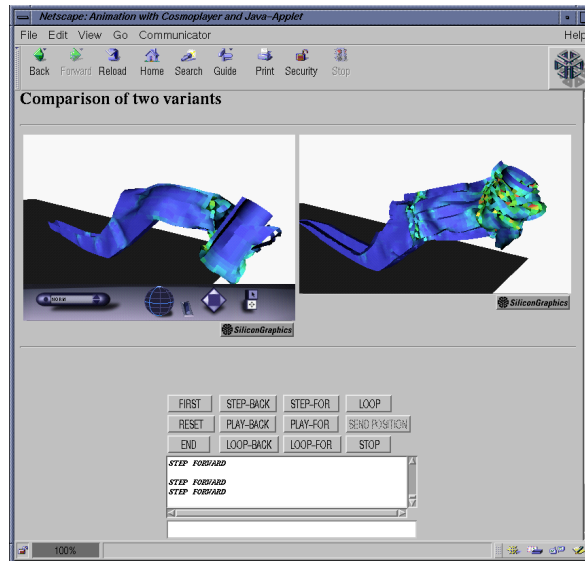 Netscape: Animation with Cosmoplayer and Java-Applet
File Edit View Go Communicator Help
Back Forward Reload Home Search Guide Print Security Stop
Comparison of two variants
SiliconGraphics
SiliconGraphics
FIRST STEP-BACK STEP-FOR LOOP
RESET PLAY-BACK PLAY-FOR SEND POSITION
END LOOP-BACK LOOP-FOR STOP
STEP FORWARD
STEP FORWARD
STEP FORWARD
100%